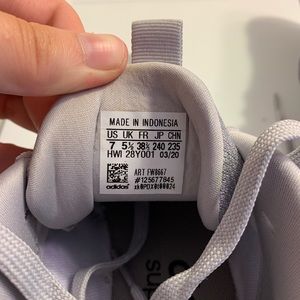 MADE IN INDONESIA
US UK FR JP CHN
7 5½ 38⅔ 240 235
HWI 28Y001 03/20
ART FW8667
#125677845
adidas